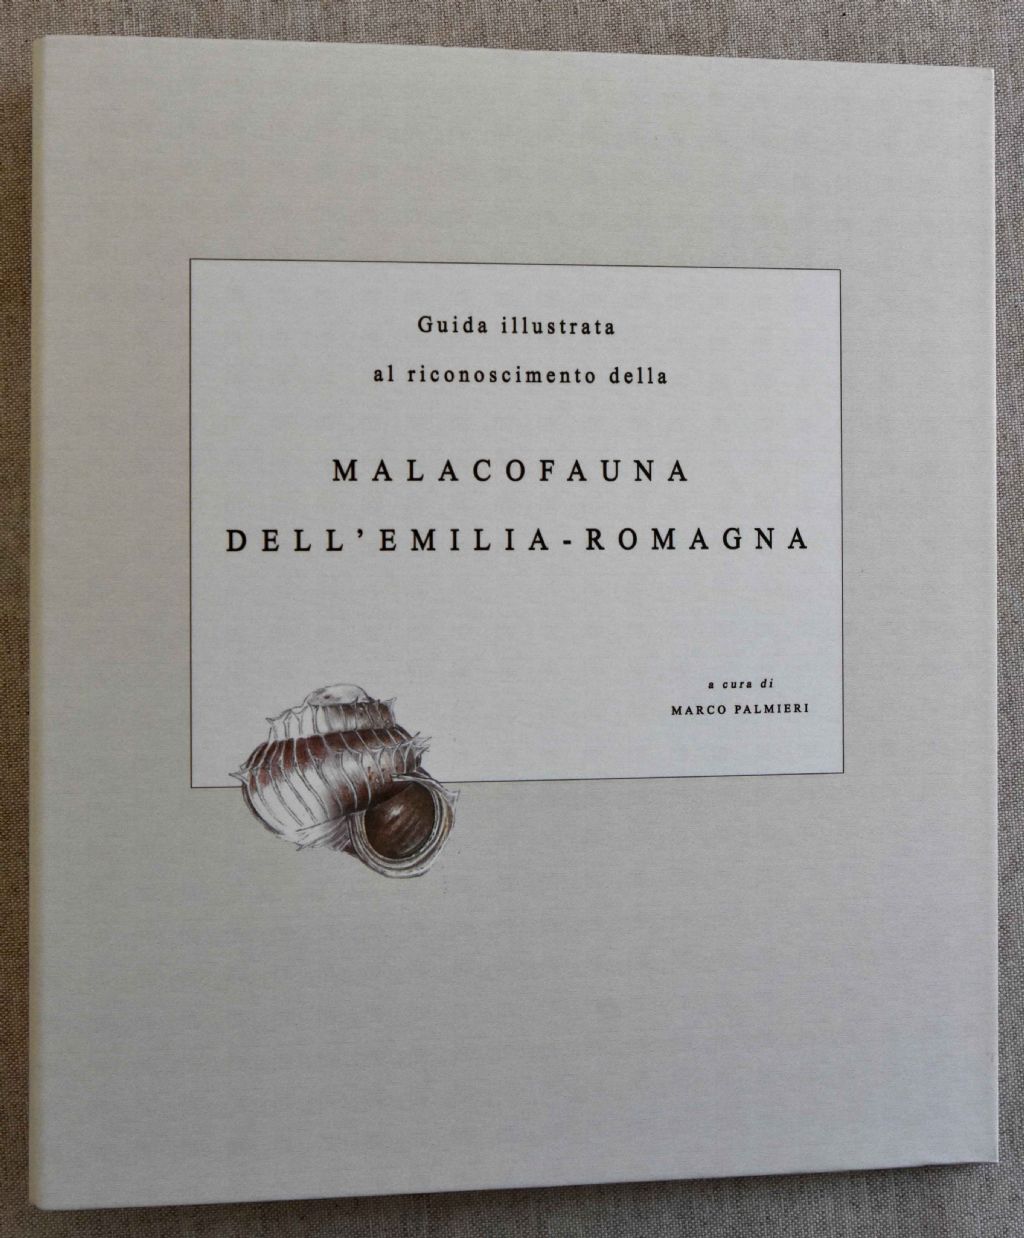 Guida illustrata
al riconoscimento della
MALACOFAUNA
DELL'EMILIA-ROMAGNA
a cura di
MARCO PALMIERI